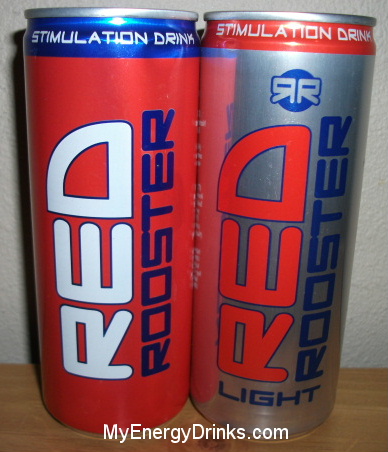 STIMULATION DRINK
RED
ROOSTER
STIMULATION DRINK
RR
RED
ROOSTER
LIGHT
MyEnergyDrinks.com